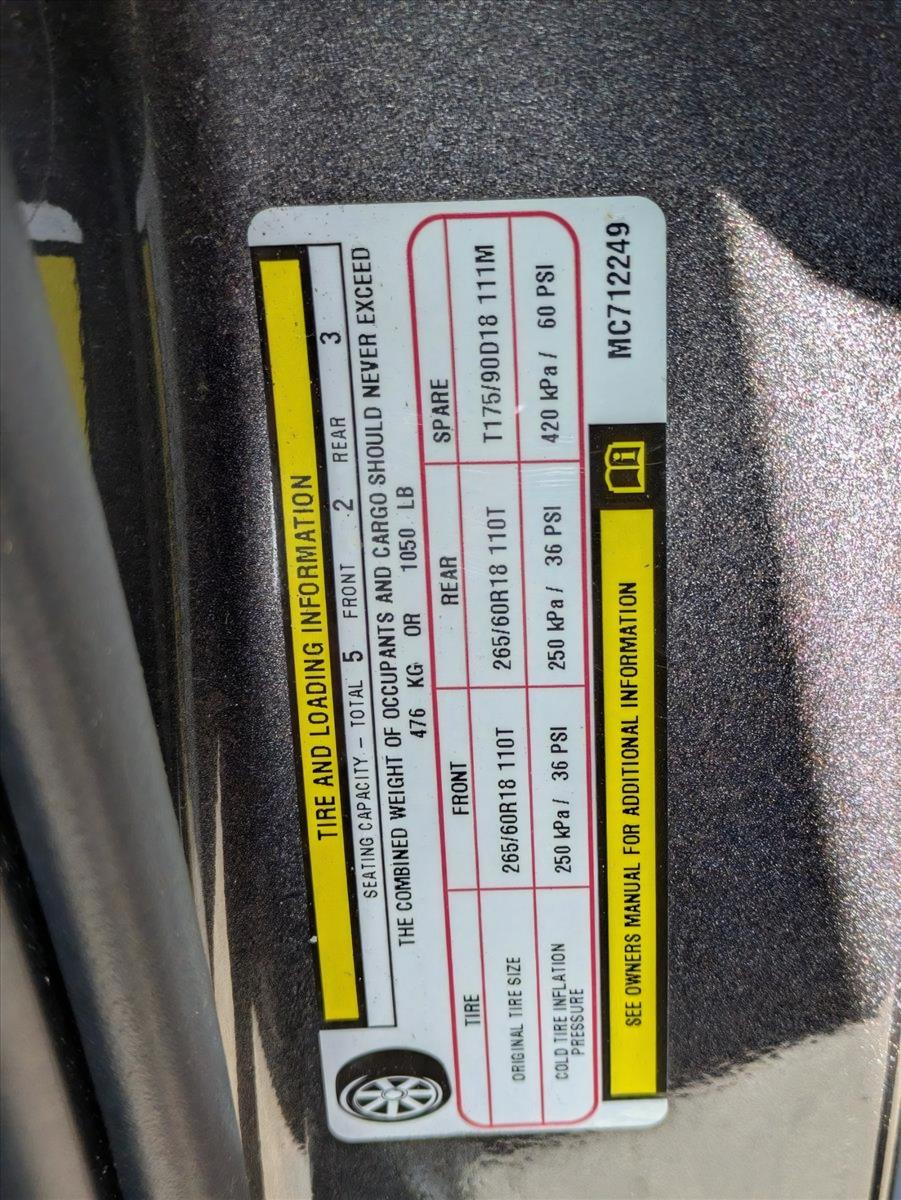 TIRE AND LOADING INFORMATION
SEATING CAPACITY - TOTAL 5 FRONT 2 REAR 3
THE COMBINED WEIGHT OF OCCUPANTS AND CARGO SHOULD NEVER EXCEED
476 KG OR 1050 LB
TIRE FRONT REAR SPARE
ORIGINAL TIRE SIZE 265/60R18 110T 265/60R18 110T T175/90D18 111M
COLD TIRE INFLATION PRESSURE 250 kPa / 36 PSI 250 kPa / 36 PSI 420 kPa / 60 PSI
SEE OWNERS MANUAL FOR ADDITIONAL INFORMATION
MC712249